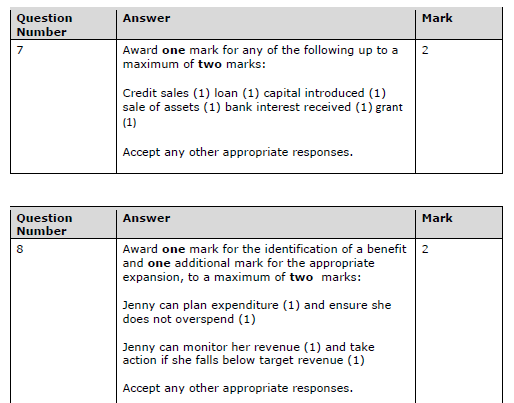 Question Number
Answer
Mark
7
Award one mark for any of the following up to a
maximum of two marks:
Credit sales (1) loan (1) capital introduced (1)
sale of assets (1) bank interest received (1) grant
(1)
Accept any other appropriate responses.
2
Question Number
Answer
Mark
8
Award one mark for the identification of a benefit
and one additional mark for the appropriate
expansion, to a maximum of two marks:
Jenny can plan expenditure (1) and ensure she
does not overspend (1)
Jenny can monitor her revenue (1) and take
action if she falls below target revenue (1)
Accept any other appropriate responses.
2